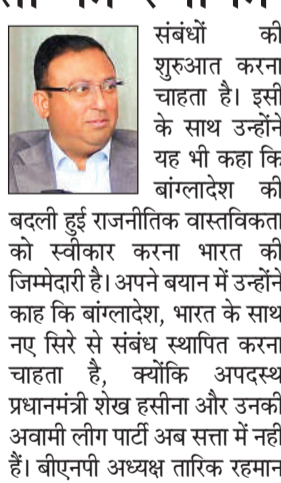 संबंधों की
शुरुआत करना
चाहता है। इसी
के साथ उन्होंने
यह भी कहा कि
बांग्लादेश की
बदली हुई राजनीतिक वास्तविकता
को स्वीकार करना भारत की
जिम्मेदारी है। अपने बयान में उन्होंने
काह कि बांग्लादेश, भारत के साथ
नए सिरे से संबंध स्थापित करना
चाहता है, क्योंकि अपदस्थ
प्रधानमंत्री शेख हसीना और उनकी
अवामी लीग पार्टी अब सत्ता में नहीं
हैं। बीएनपी अध्यक्ष तारिक रहमान